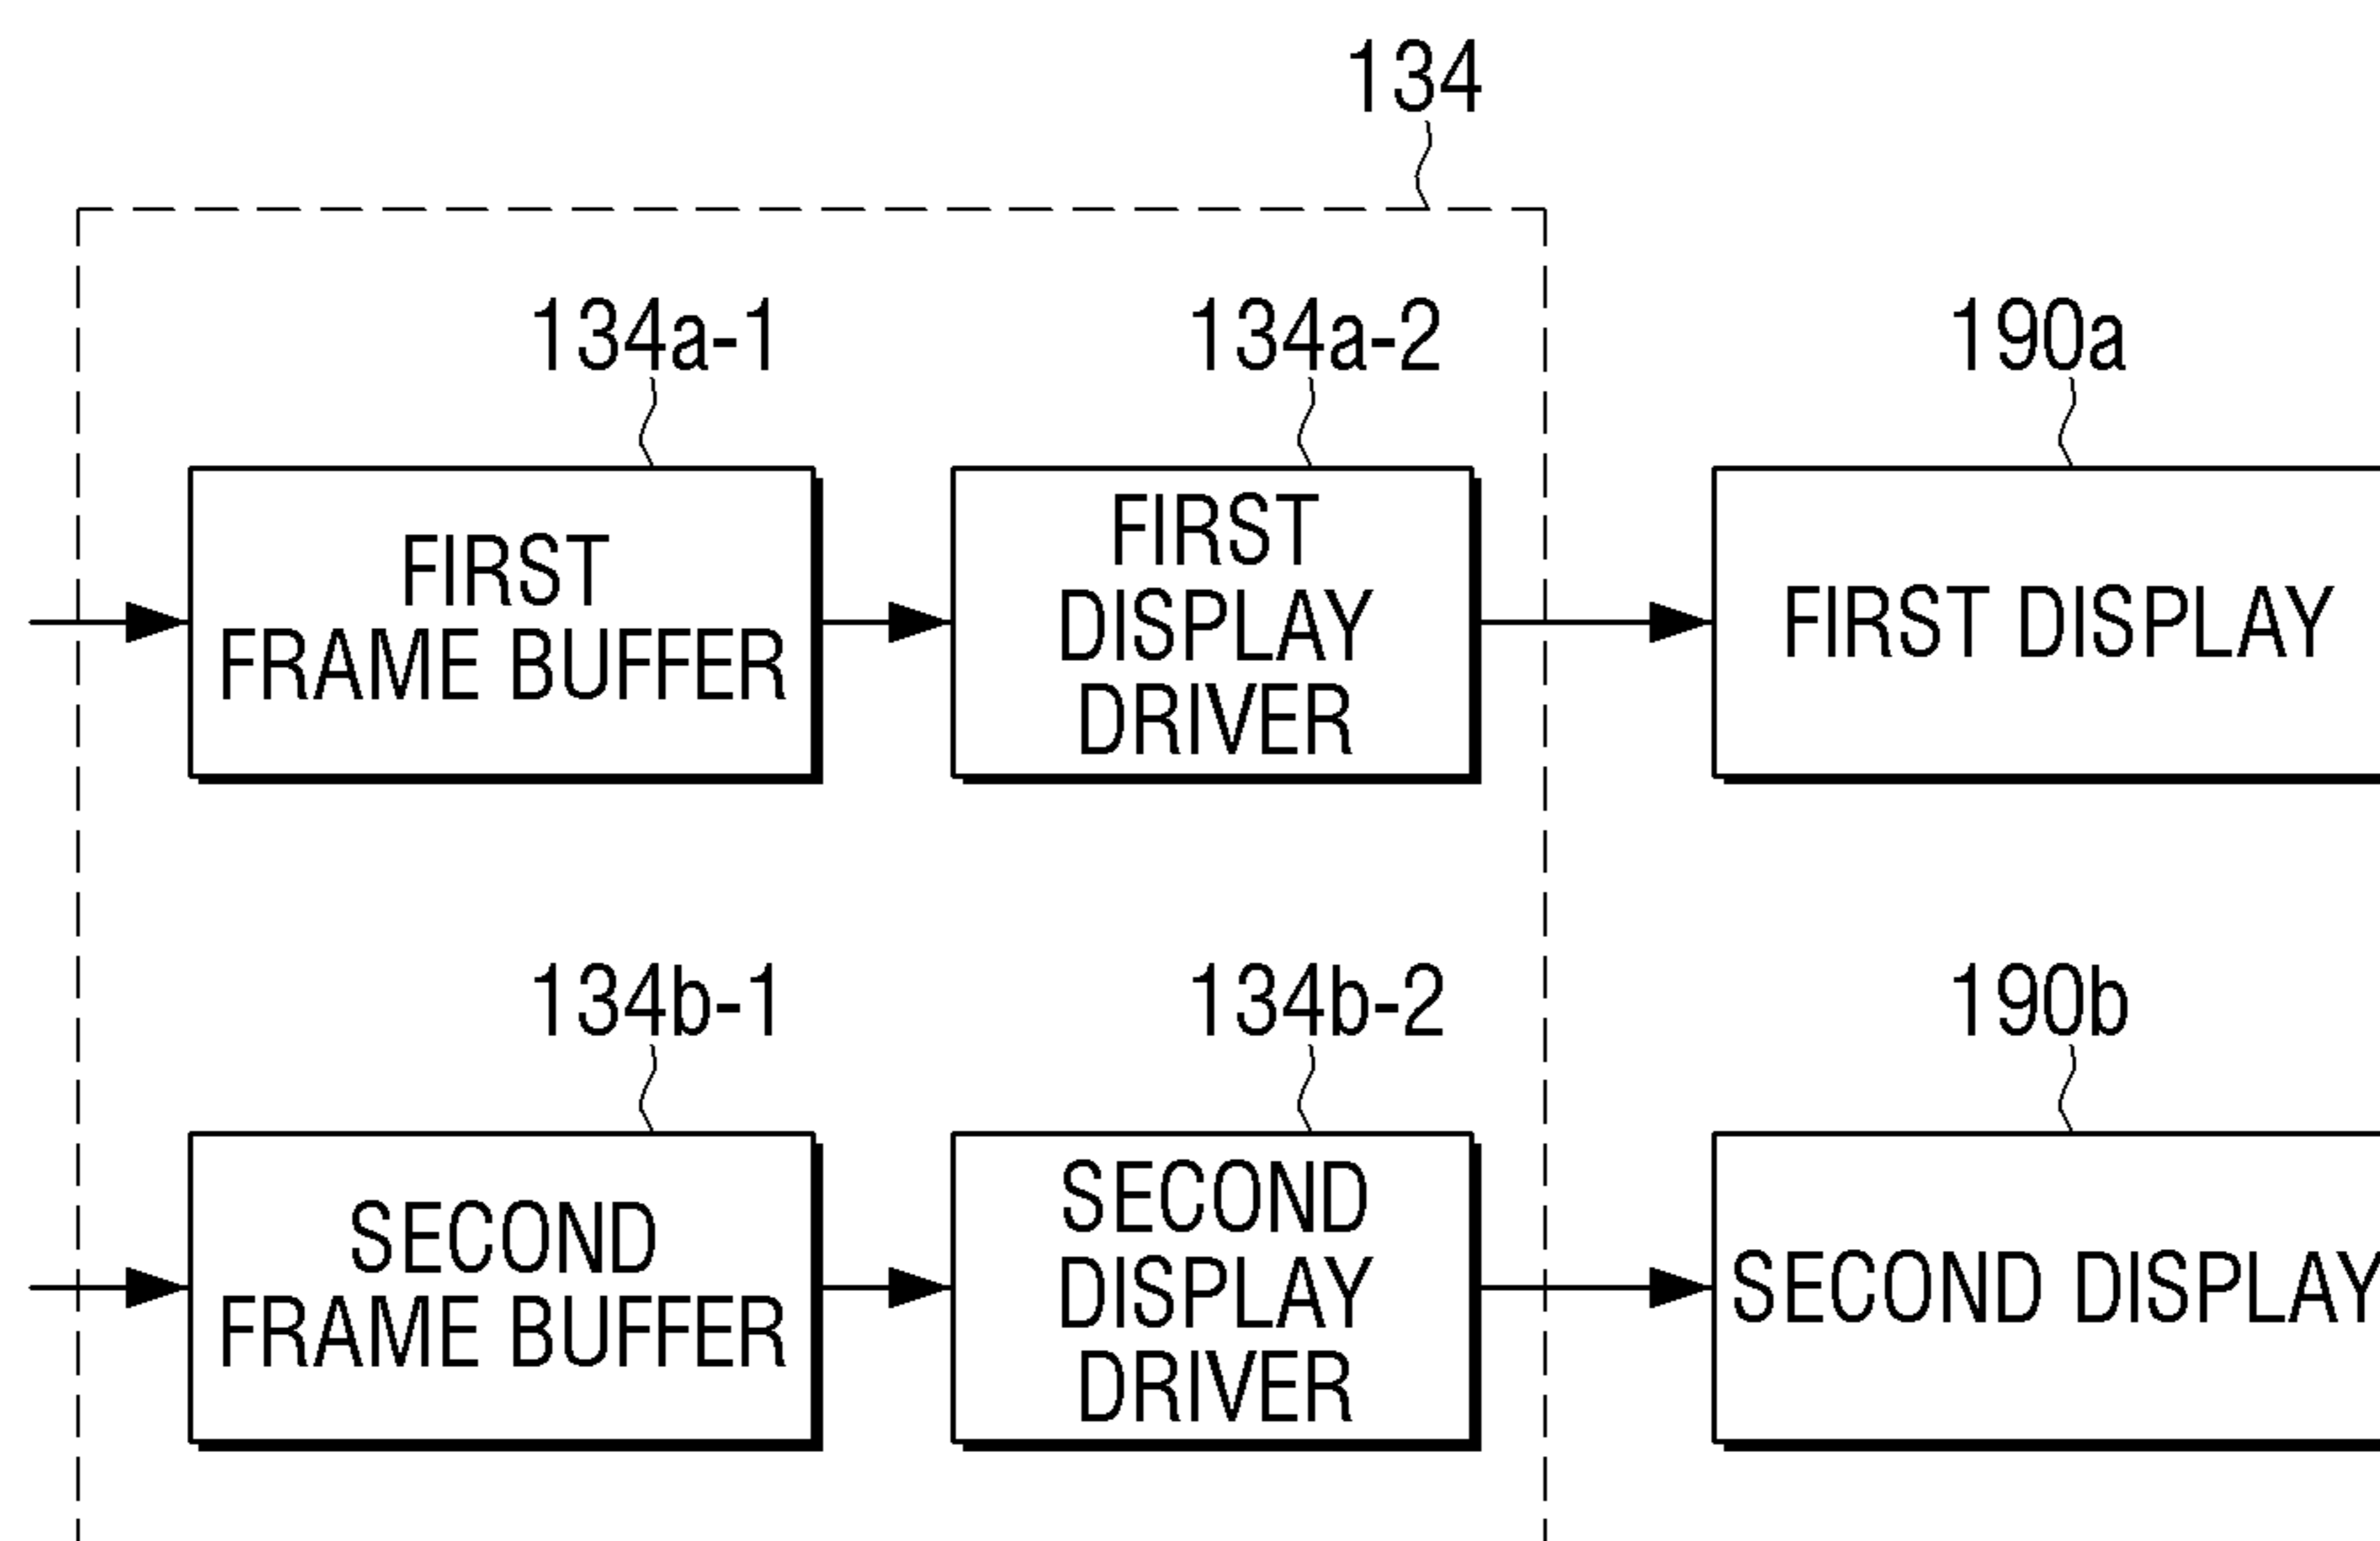 134
134a-1
134a-2
190a
FIRST
FRAME BUFFER
FIRST
DISPLAY
DRIVER
FIRST DISPLAY
134b-1
134b-2
190b
SECOND
FRAME BUFFER
SECOND
DISPLAY
DRIVER
SECOND DISPLAY